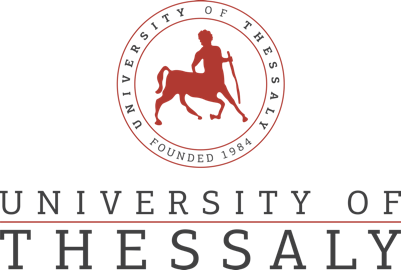 UNIVERSITY OF THESSALY
FOUNDED 1984
UNIVERSITY OF
THESSALY